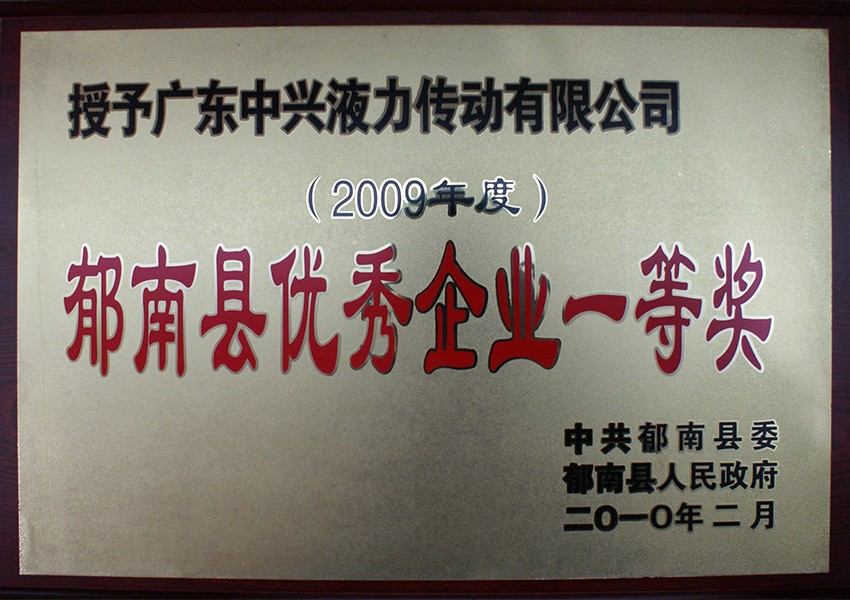 授予广东中兴液力传动有限公司
（2009年度）
郁南县优秀企业一等奖
中共郁南县委
郁南县人民政府
二〇一〇年二月